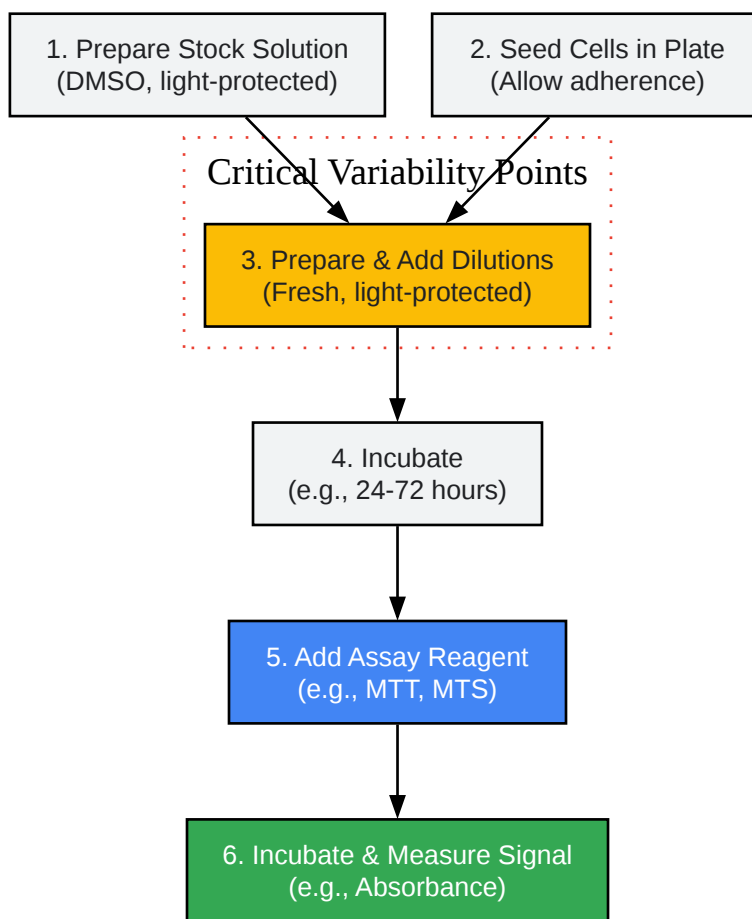 1. Prepare Stock Solution
(DMSO, light-protected)
2. Seed Cells in Plate
(Allow adherence)
Critical Variability Points
3. Prepare & Add Dilutions
(Fresh, light-protected)
4. Incubate
(e.g., 24-72 hours)
5. Add Assay Reagent
(e.g., MTT, MTS)
6. Incubate & Measure Signal
(e.g., Absorbance)